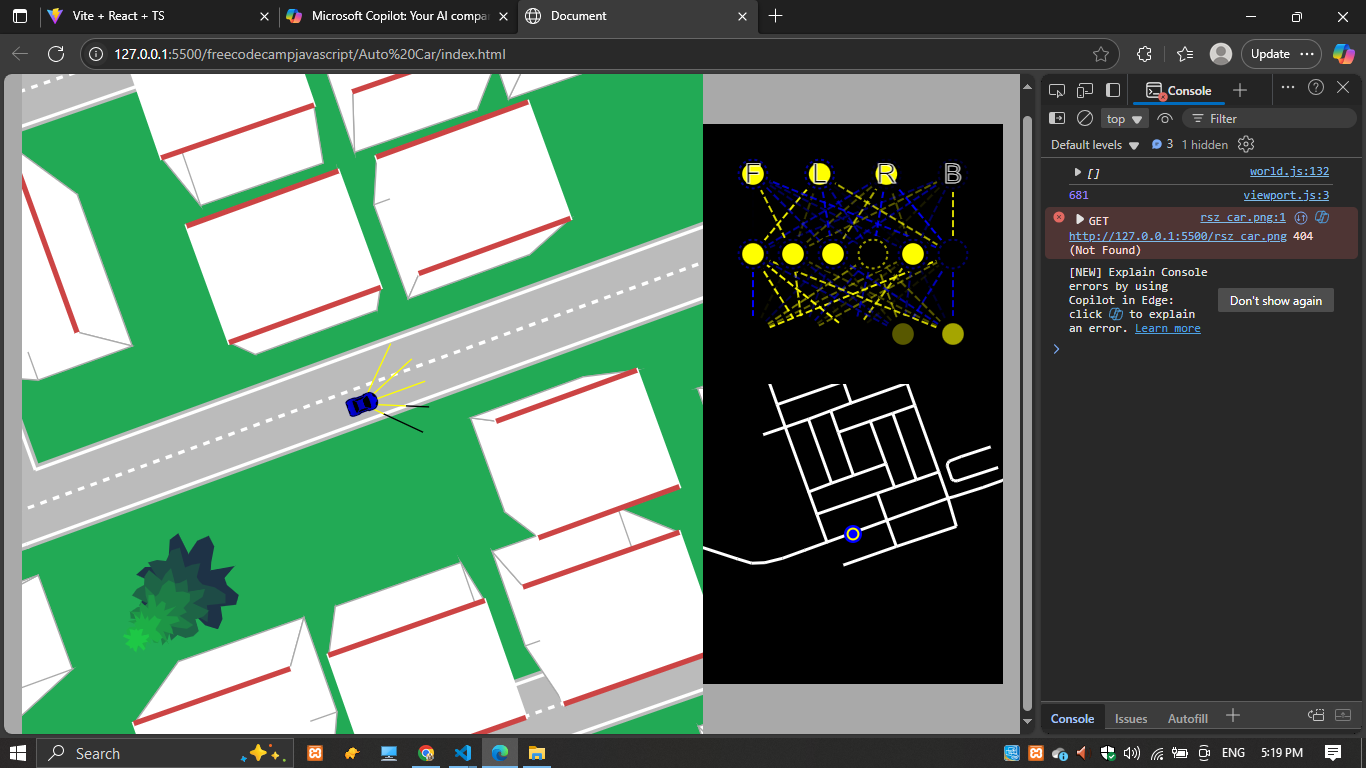 Vite + React + TS
Microsoft Copilot: Your AI compa
Document
127.0.0.1:5500/freecodecampjavascript/Auto%20Car/index.html
Update
Console
top
Filter
Default levels
3
1 hidden
[]
world.js:132
681
viewport.js:3
GET
rsz_car.png:1
http://127.0.0.1:5500/rsz_car.png 404
(Not Found)
[NEW] Explain Console
errors by using
Copilot in Edge:
click
to explain
an error. Learn more
Don't show again
F
L
R
B
Console
Issues
Autofill
Search
ENG
5:19 PM